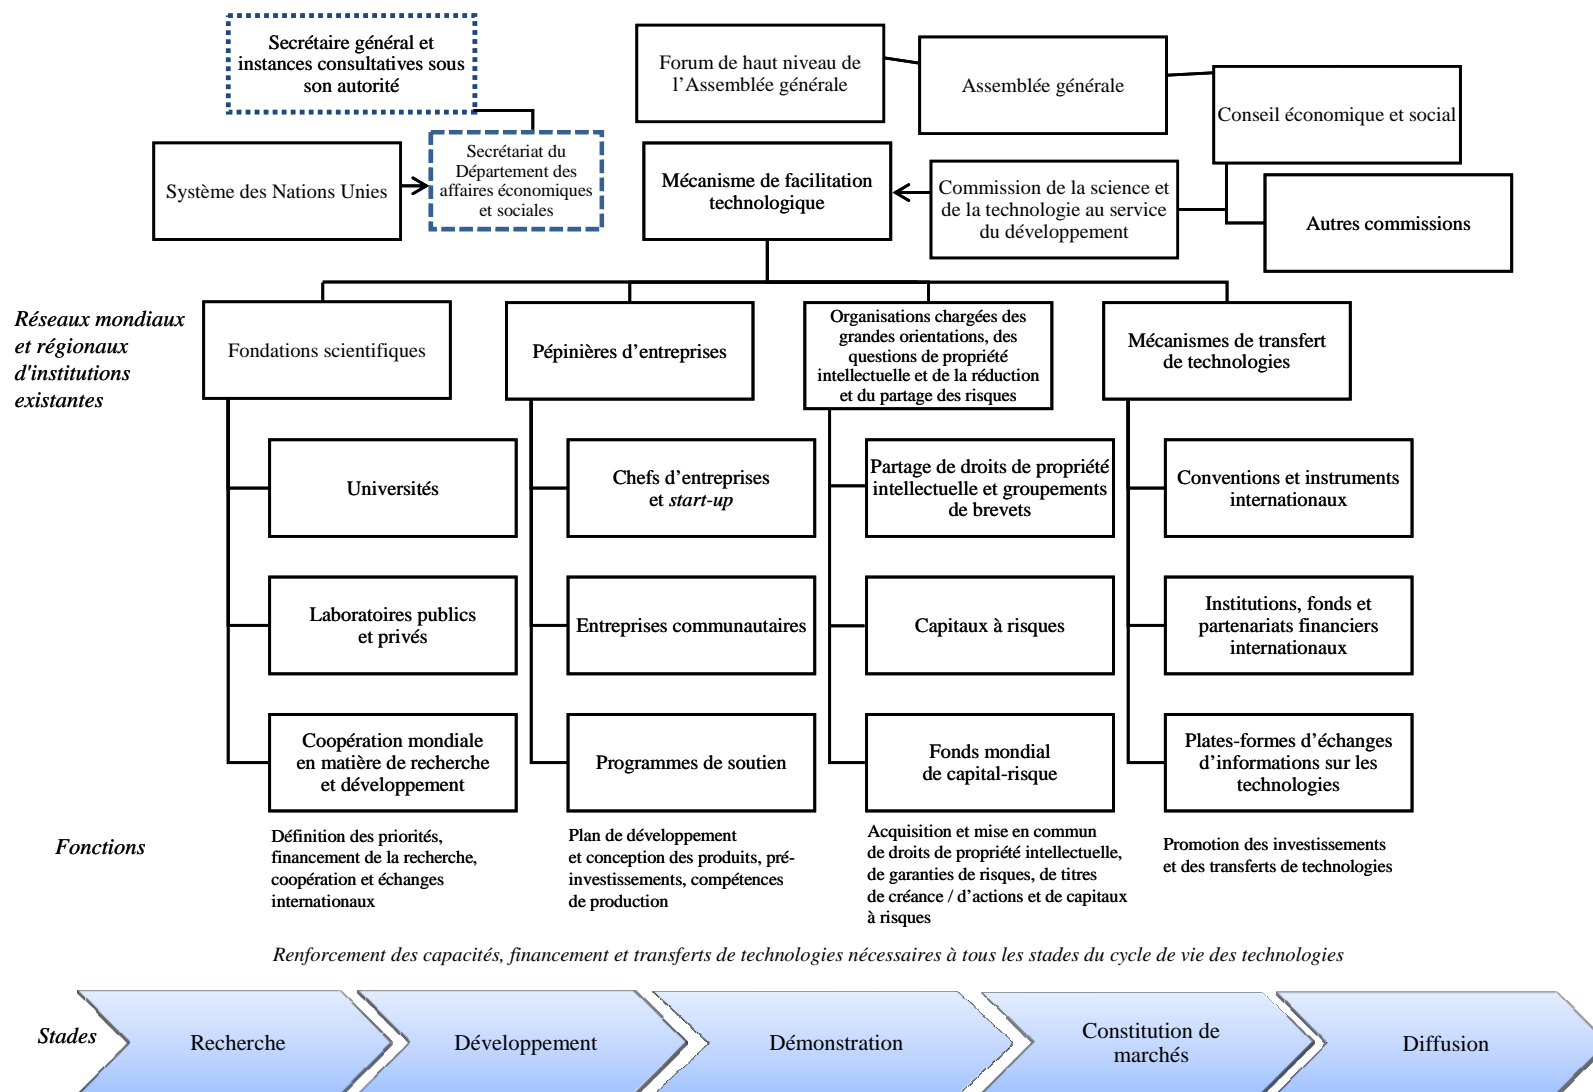 Secrétaire général et
instances consultatives sous
son autorité
Forum de haut niveau de
l’Assemblée générale
Assemblée générale
Conseil économique et social
Système des Nations Unies
Secrétariat du
Département des
affaires économiques
et sociales
Mécanisme de facilitation
technologique
Commission de la science et
de la technologie au service
du développement
Autres commissions
Réseaux mondiaux
et régionaux
d'institutions
existantes
Fondations scientifiques
Pépinières d’entreprises
Organisations chargées des
grandes orientations, des
questions de propriété
intellectuelle et de la réduction
et du partage des risques
Mécanismes de transfert
de technologies
Universités
Chefs d’entreprises
et start-up
Partage de droits de propriété
intellectuelle et groupements
de brevets
Conventions et instruments
internationaux
Laboratoires publics
et privés
Entreprises communautaires
Capitaux à risques
Institutions, fonds et
partenariats financiers
internationaux
Coopération mondiale
en matière de recherche
et développement
Programmes de soutien
Fonds mondial
de capital-risque
Plates-formes d’échanges
d’informations sur les
technologies
Fonctions
Définition des priorités,
financement de la recherche,
coopération et échanges
internationaux
Plan de développement
et conception des produits, pré-
investissements, compétences
de production
Acquisition et mise en commun
de droits de propriété intellectuelle,
de garanties de risques, de titres
de créance / d’actions et de capitaux
à risques
Promotion des investissements
et des transferts de technologies
Renforcement des capacités, financement et transferts de technologies nécessaires à tous les stades du cycle de vie des technologies
Stades
Recherche
Développement
Démonstration
Constitution de
marchés
Diffusion